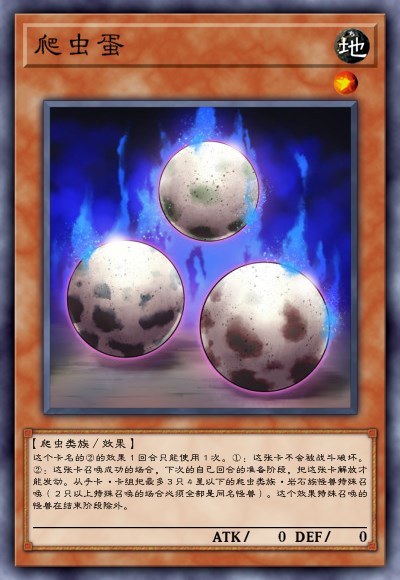 爬虫蛋
地
【爬虫类族／效果】
这个卡名的②的效果１回合只能使用１次。①：这张卡不会被战斗破坏。
②：这张卡召唤成功的场合，下次的自己回合的准备阶段，把这张卡解放才
能发动。从手卡·卡组把最多３只４星以下的爬虫类族·岩石族怪兽特殊召
唤（２只以上特殊召唤的场合必须全部是同名怪兽）。这个效果特殊召唤的
怪兽在结束阶段除外。
ATK/ 0 DEF/ 0